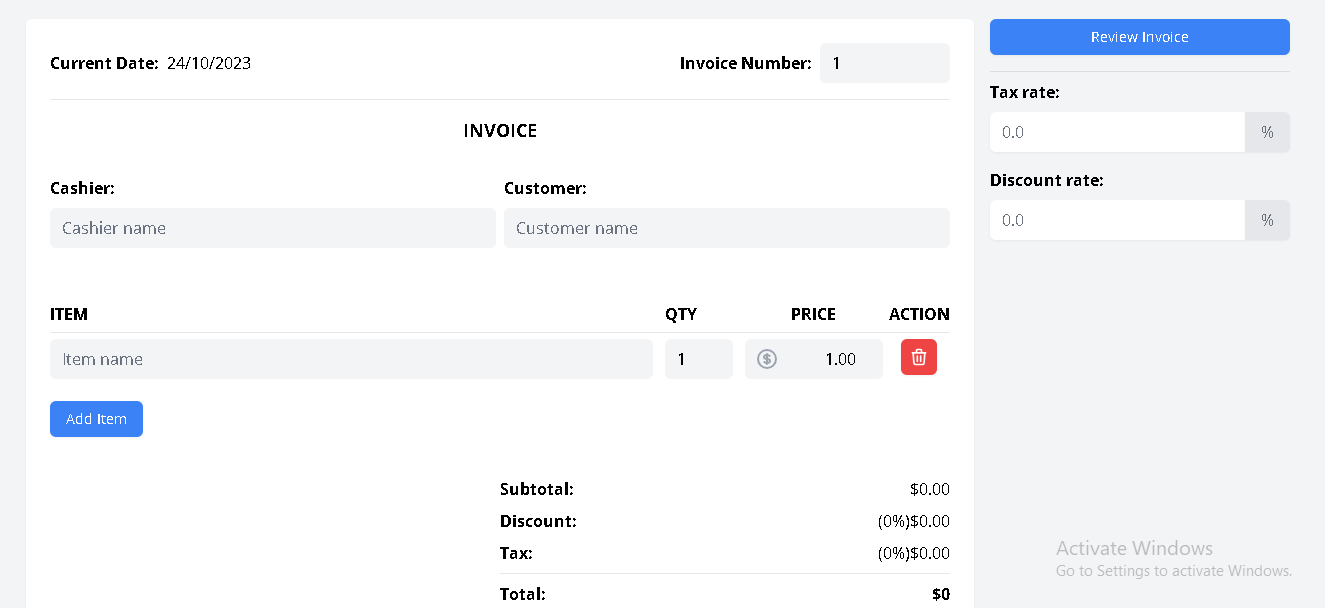 Current Date: 24/10/2023
Invoice Number: 1
Review Invoice
INVOICE
Tax rate:
0.0 %
Discount rate:
0.0 %
Cashier: Customer:
Cashier name Customer name
ITEM QTY PRICE ACTION
Item name 1 $ 1.00
Add Item
Subtotal: $0.00
Discount: (0%)$0.00
Tax: (0%)$0.00
Total: $0
Activate Windows
Go to Settings to activate Windows.